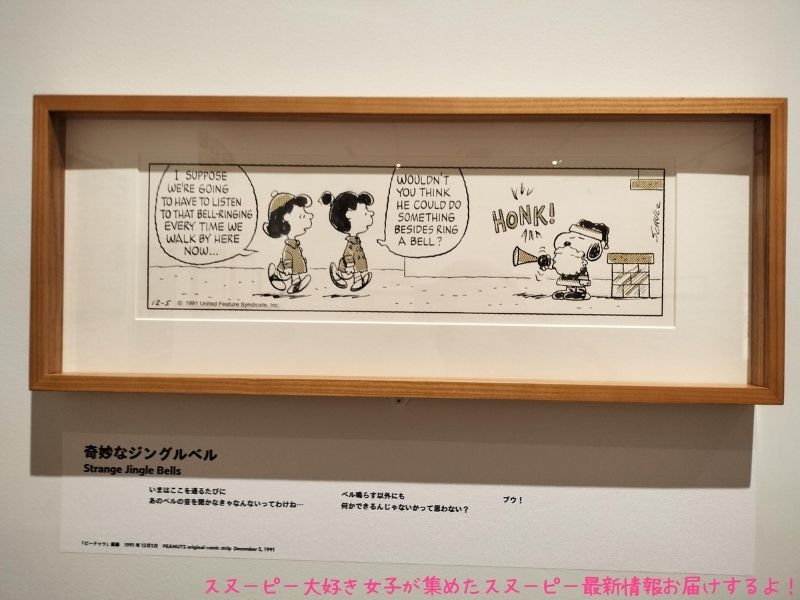 I SUPPOSE
WE'RE GOING
TO HAVE TO LISTEN
TO THAT BELL-RINGING
EVERY TIME WE
WALK BY HERE
NOW...
WOULDN'T
YOU THINK
HE COULD DO
SOMETHING
BESIDES RING
A BELL?
HONK!
SCHULZ
12-5 © 1991 United Feature Syndicate, Inc.
奇妙なジングルベル
Strange Jingle Bells
いまはここを通るたびに
あのベルの音を聞かなきゃなんないってわけね…
ベル鳴らす以外にも
何かできるんじゃないかって思わない?
プウ!
「ピーナッツ」原画 1991年12月5日 PEANUTS original comic strip December 5, 1991
スヌーピー大好き女子が集めたスヌーピー最新情報お届けするよ!